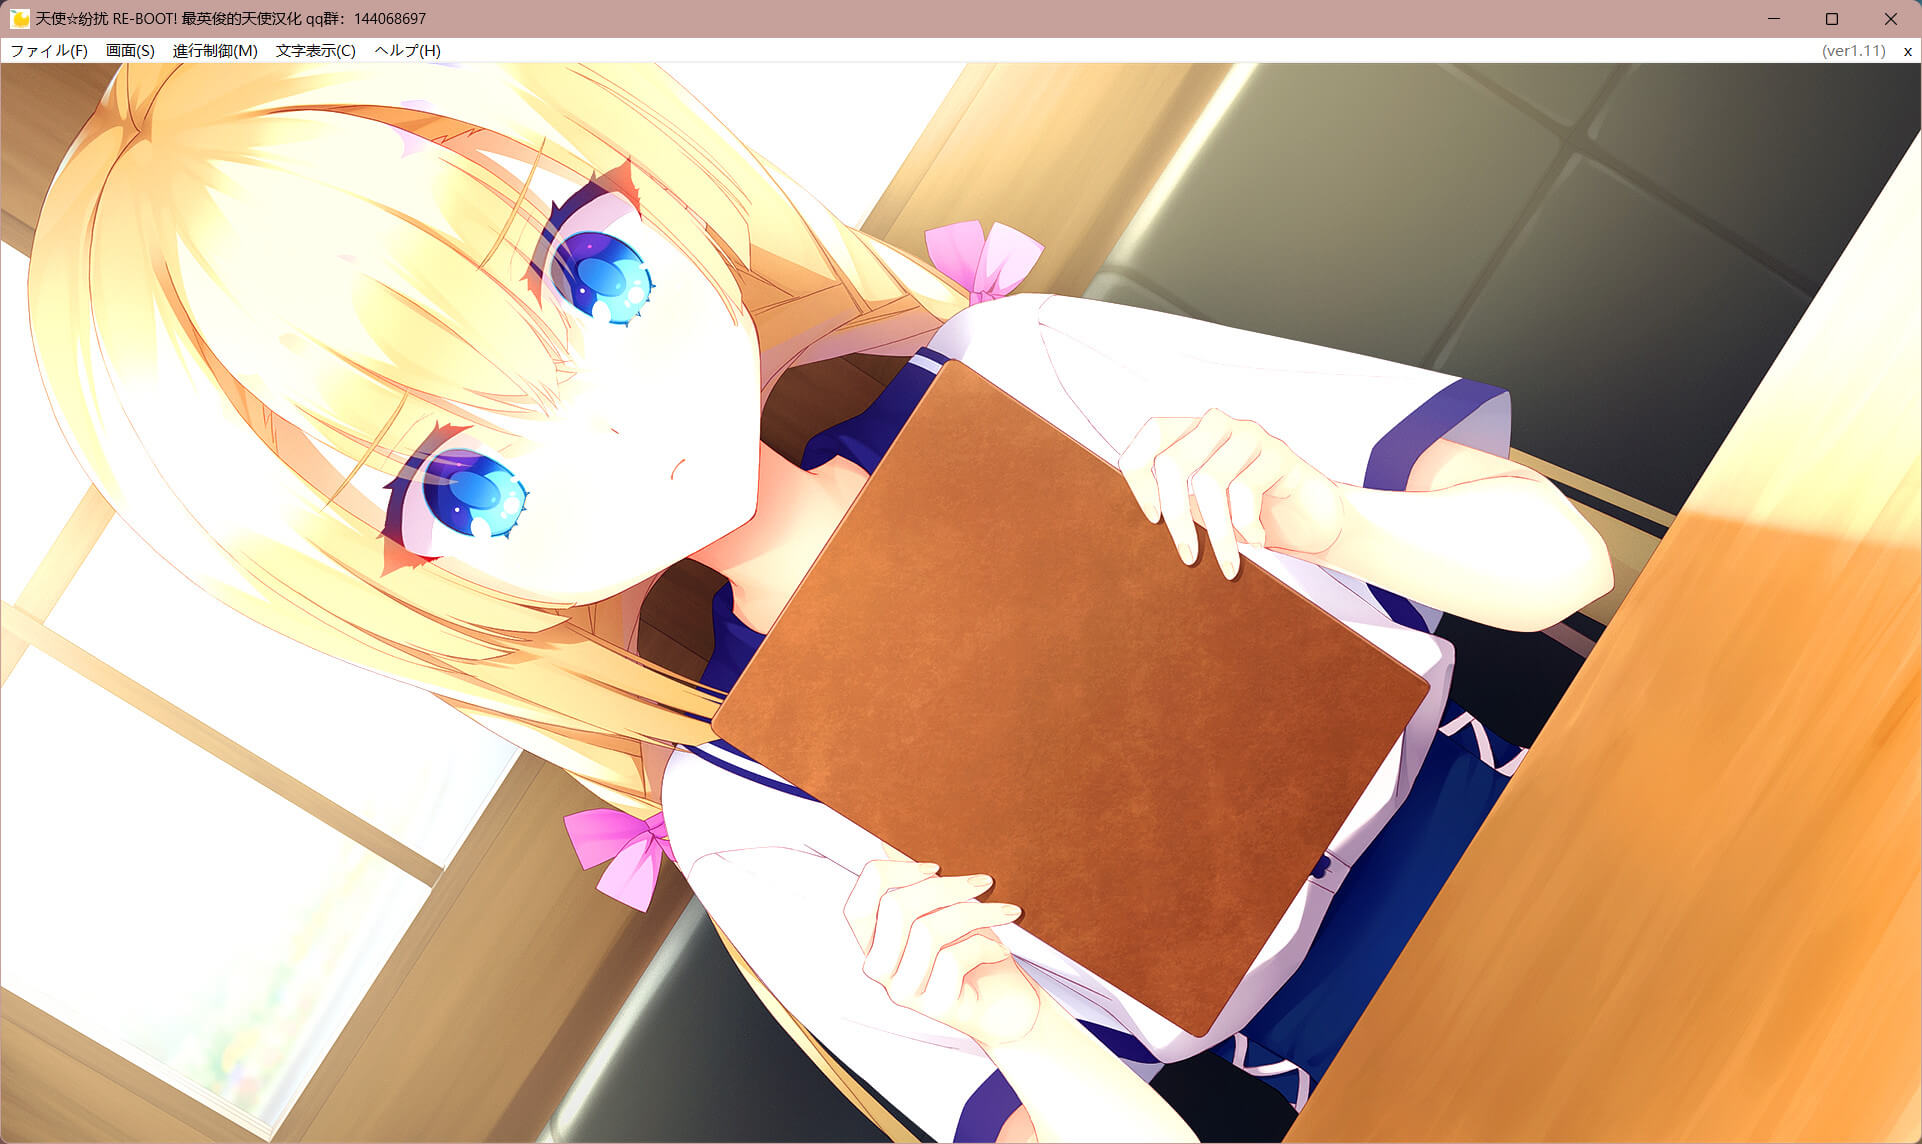 天使☆纷扰 RE-BOOT! 最英俊的天使汉化 qq群：144068697
ファイル(F) 画面(S) 進行制御(M) 文字表示(C) ヘルプ(H) (ver1.11) x